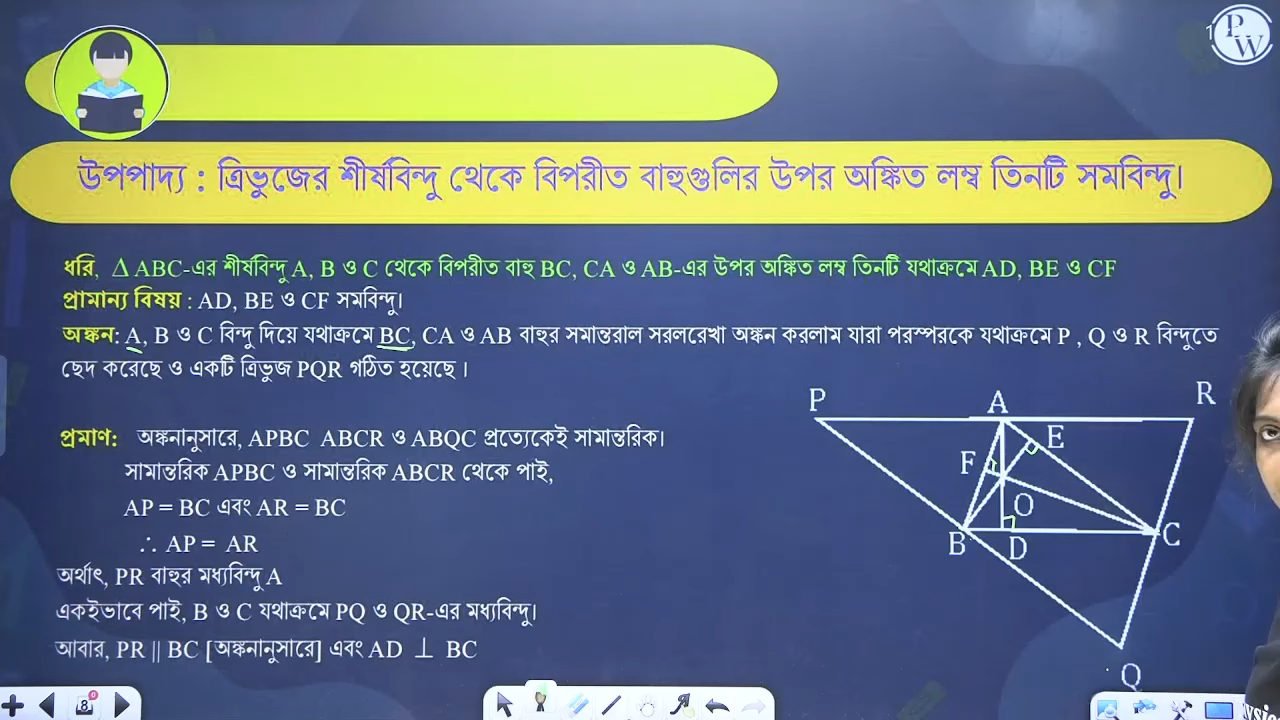 PW
উপপাদ্য : ত্রিভুজের শীর্ষবিন্দু থেকে বিপরীত বাহুগুলির উপর অঙ্কিত লম্ব তিনটি সমবিন্দু।
ধরি, Δ ABC-এর শীর্ষবিন্দু A, B ও C থেকে বিপরীত বাহু BC, CA ও AB-এর উপর অঙ্কিত লম্ব তিনটি যথাক্রমে AD, BE ও CF
প্রামান্য বিষয় : AD, BE ও CF সমবিন্দু।
অঙ্কন: A, B ও C বিন্দু দিয়ে যথাক্রমে BC, CA ও AB বাহুর সমান্তরাল সরলরেখা অঙ্কন করলাম যারা পরস্পরকে যথাক্রমে P , Q ও R বিন্দুতে
ছেদ করেছে ও একটি ত্রিভুজ PQR গঠিত হয়েছে ।
প্রমাণ: অঙ্কনানুসারে, APBC ABCR ও ABQC প্রত্যেকেই সামান্তরিক।
সামান্তরিক APBC ও সামান্তরিক ABCR থেকে পাই,
AP = BC এবং AR = BC
∴ AP = AR
অর্থাৎ, PR বাহুর মধ্যবিন্দু A
একইভাবে পাই, B ও C যথাক্রমে PQ ও QR-এর মধ্যবিন্দু।
আবার, PR || BC [অঙ্কনানুসারে] এবং AD ⊥ BC
P A R
F E
O
B D C
Q
8
0